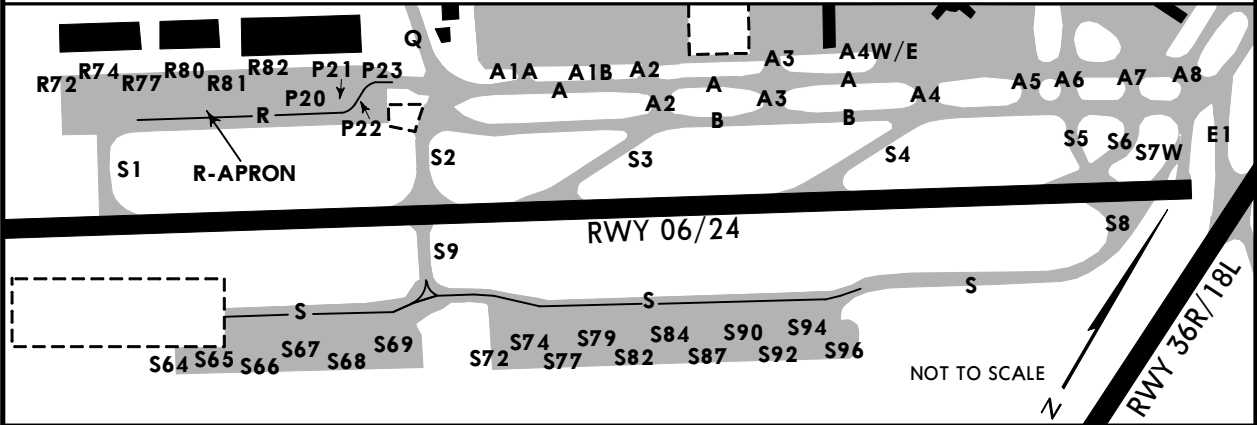 Q
A1A A1B A2 A3 A4W/E
R72 R74 R77 R80 R81 R82 P21 P23
A A A
P20 P22
A2 A3 A4 A5 A6 A7 A8
R
B B
R-APRON
S1 S2 S3 S4 S5 S6 S7W E1
RWY 06/24
S8
S9
S S S
RWY 36R/18L
S64 S65 S66 S67 S68 S69
S72 S74 S77 S79 S82 S84 S87 S90 S92 S94 S96
NOT TO SCALE
N